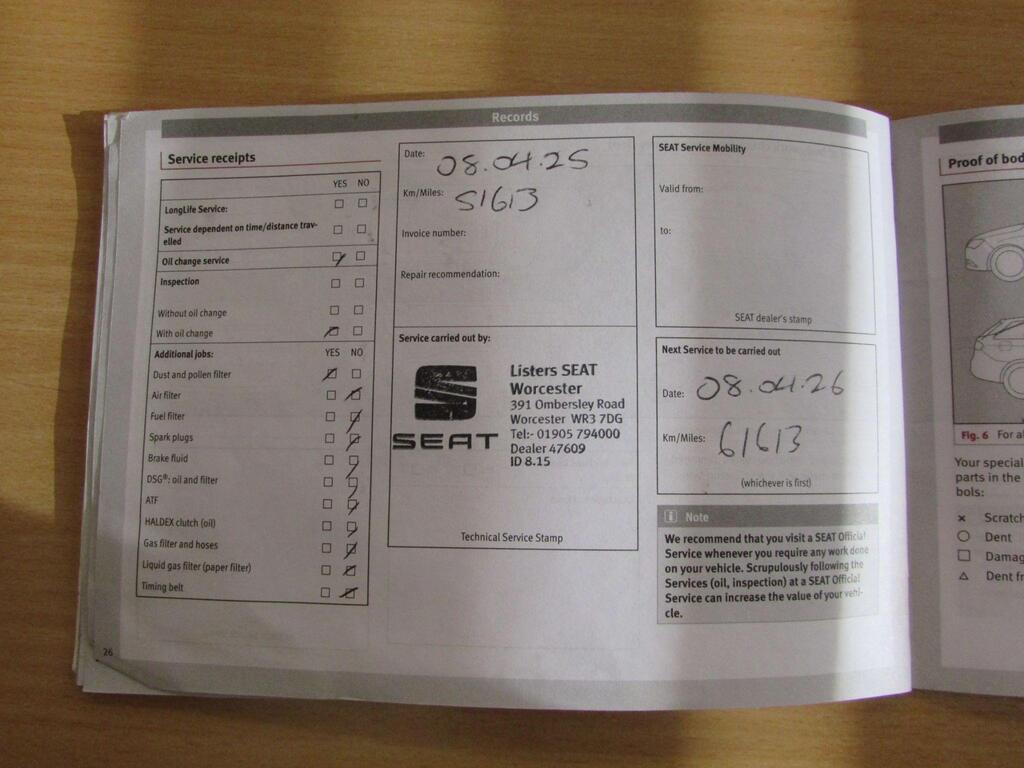 Records
Service receipts
YES NO
LongLife Service:
Service dependent on time/distance trav-
elled
Oil change service
Inspection
Without oil change
With oil change
Additional jobs: YES NO
Dust and pollen filter
Air filter
Fuel filter
Spark plugs
Brake fluid
DSG®: oil and filter
ATF
HALDEX clutch (oil)
Gas filter and hoses
Liquid gas filter (paper filter)
Timing belt
26
Date: 08.04.25
Km/Miles: 51613
Invoice number:
Repair recommendation:
Service carried out by:
SEAT
Listers SEAT
Worcester
391 Ombersley Road
Worcester WR3 7DG
Tel:- 01905 794000
Dealer 47609
ID 8.15
Technical Service Stamp
SEAT Service Mobility
Valid from:
to:
SEAT dealer's stamp
Next Service to be carried out
Date: 08.04.26
Km/Miles: 61613
(whichever is first)
Note
We recommend that you visit a SEAT Official
Service whenever you require any work done
on your vehicle. Scrupulously following the
Services (oil, inspection) at a SEAT Official
Service can increase the value of your vehi-
cle.
Proof of bod
Fig. 6 For al
Your special
parts in the
bols:
× Scratch
Dent
Damag
Dent fr